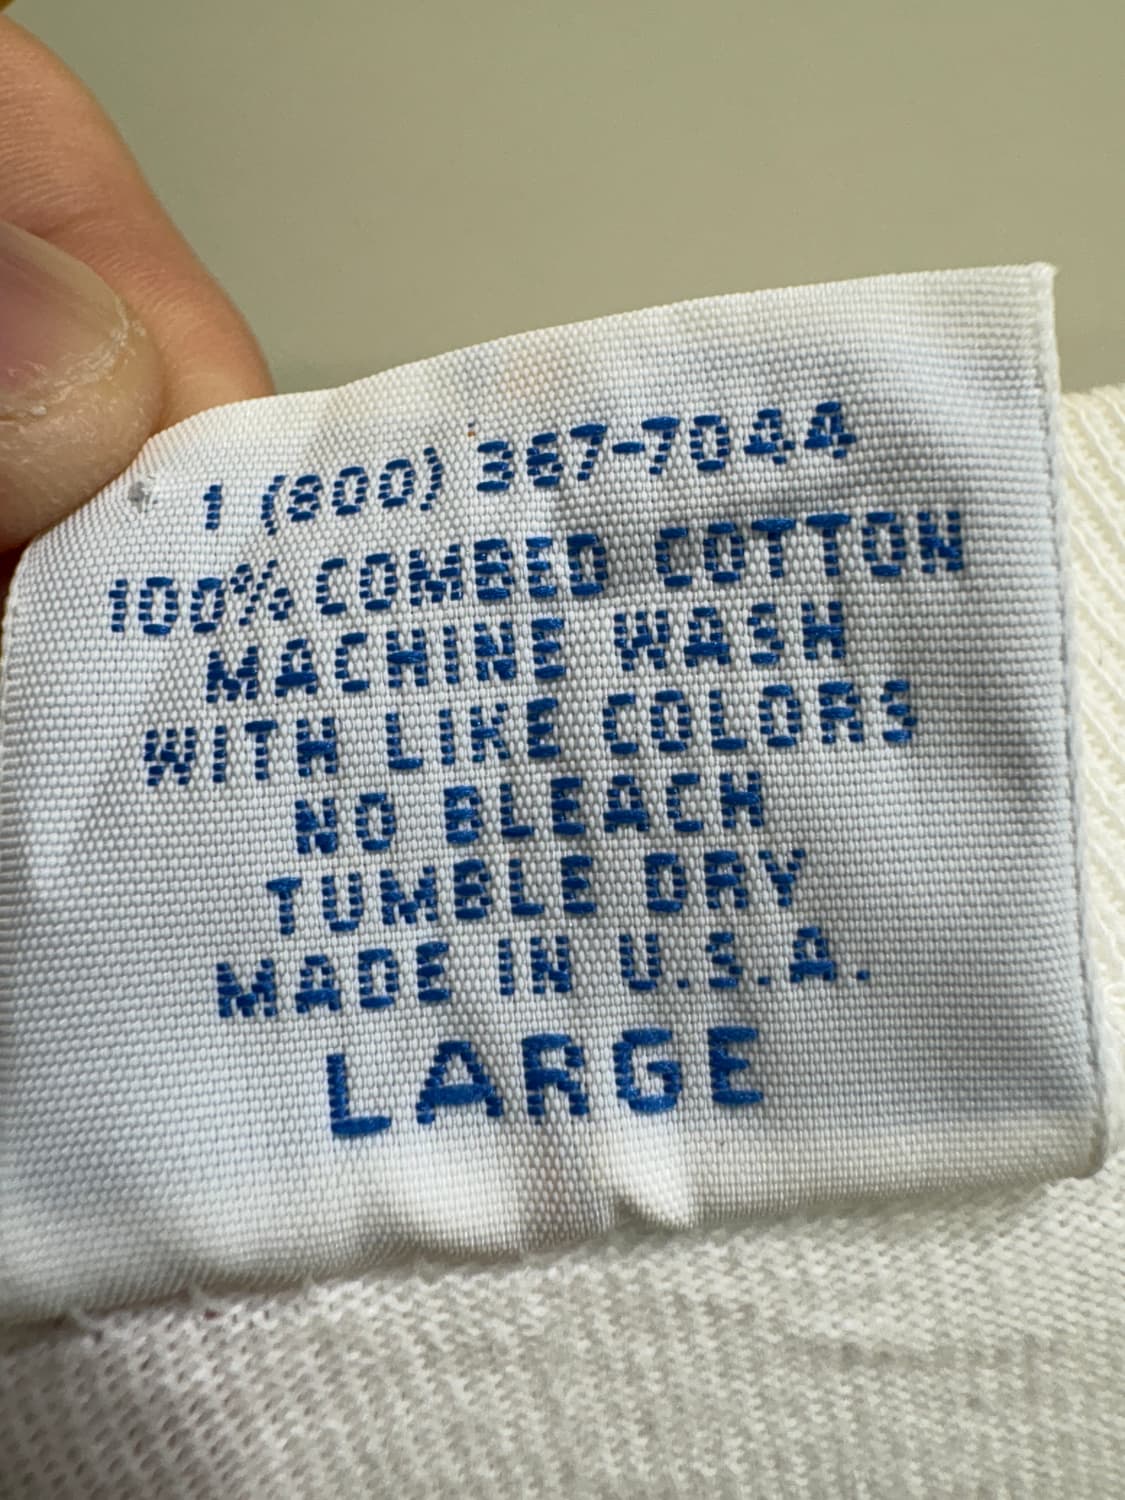 1 (800) 367-7044
100% COMBED COTTON
MACHINE WASH
WITH LIKE COLORS
NO BLEACH
TUMBLE DRY
MADE IN U.S.A.
LARGE